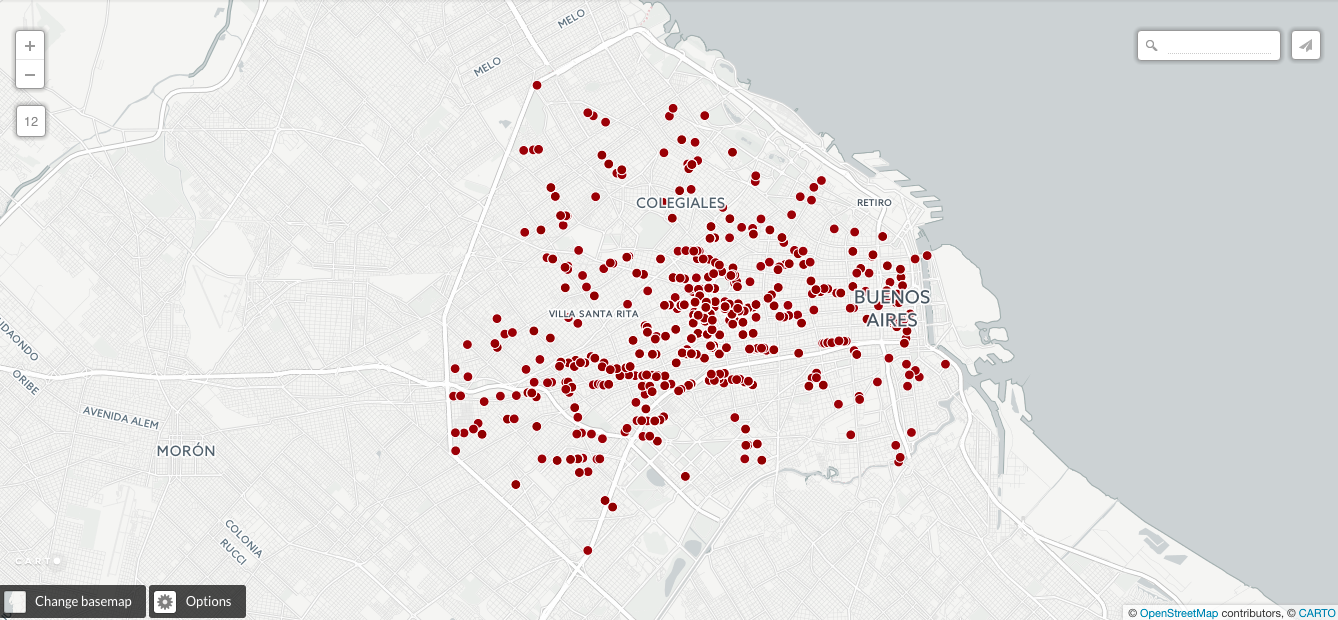 +
−
12
MELO
MELO
COLEGIALES
RETIRO
BUENOS
AIRES
VILLA SANTA RITA
ORIBE
AVENIDA ALEM
MORÓN
COLONIA
RUCCI
CARTO
Change basemap
Options
© OpenStreetMap contributors, © CARTO